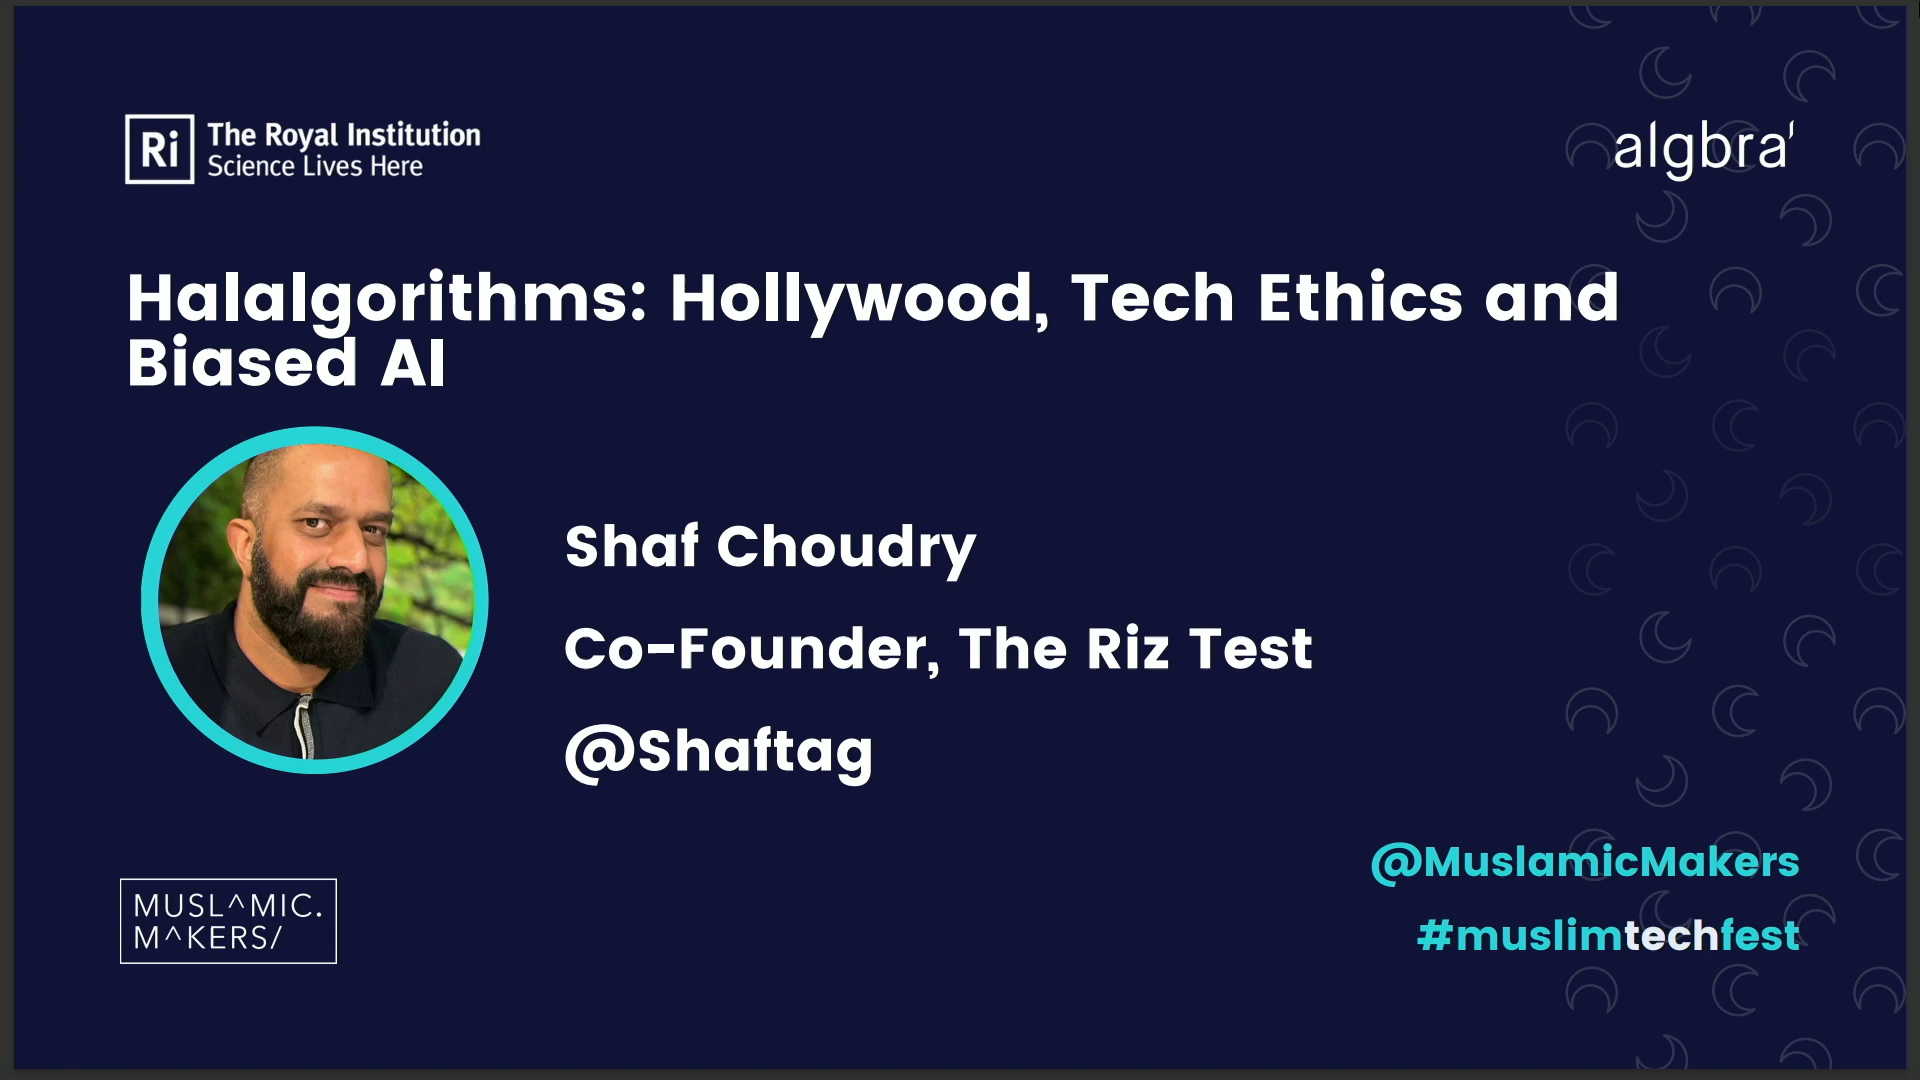 Ri
The Royal Institution
Science Lives Here
algbra'
Halalgorithms: Hollywood, Tech Ethics and
Biased AI
Shaf Choudry
Co-Founder, The Riz Test
@Shaftag
@MuslamicMakers
#muslimtechfest
MUSL^MIC.
M^KERS/